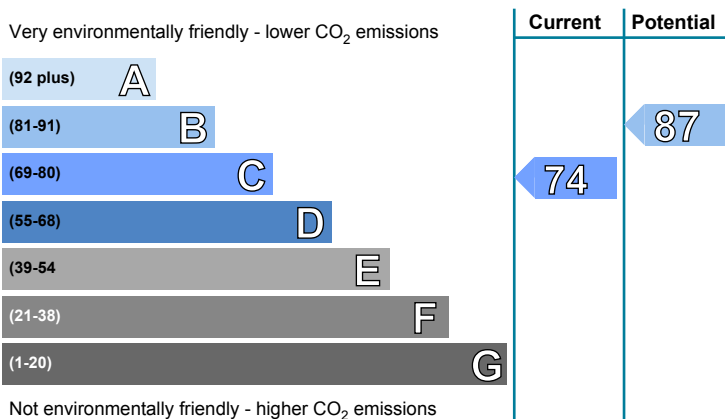 Very environmentally friendly - lower CO2 emissions
Current
Potential
(92 plus) A
(81-91) B
87
(69-80) C
74
(55-68) D
(39-54 E
(21-38) F
(1-20) G
Not environmentally friendly - higher CO2 emissions